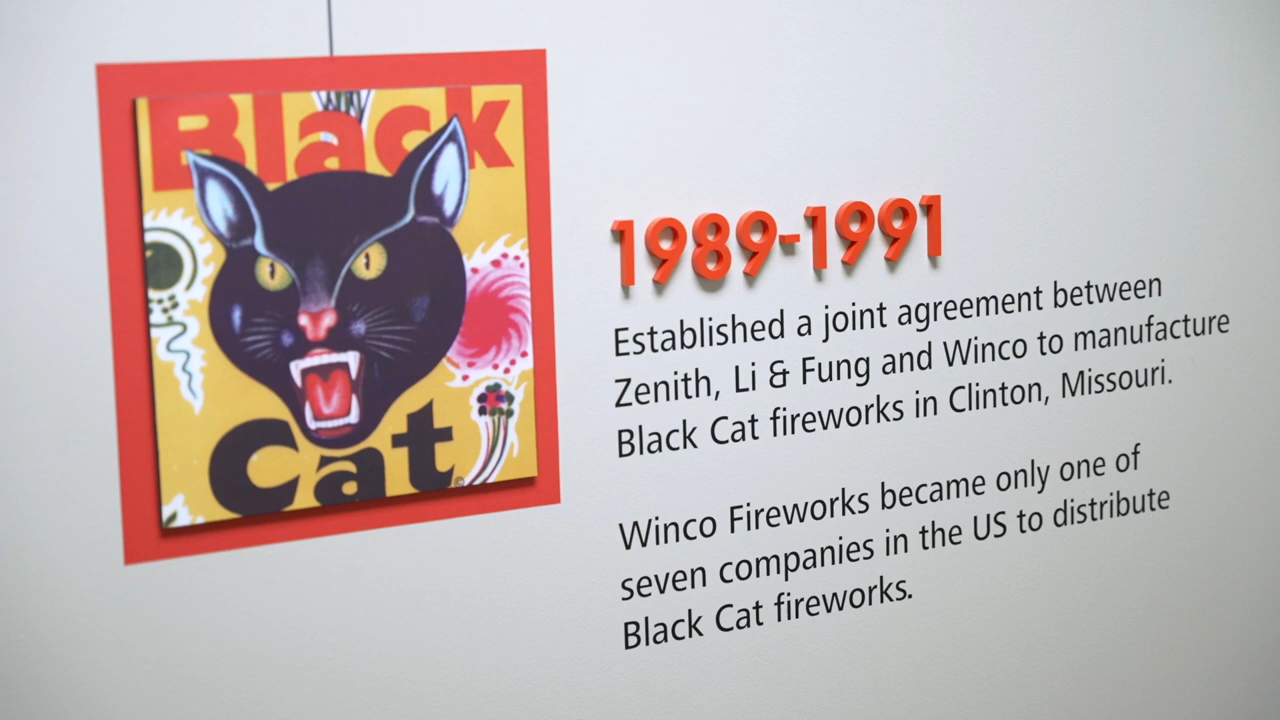 Black
Cat
©
1989-1991
Established a joint agreement between
Zenith, Li & Fung and Winco to manufacture
Black Cat fireworks in Clinton, Missouri.
Winco Fireworks became only one of
seven companies in the US to distribute
Black Cat fireworks.